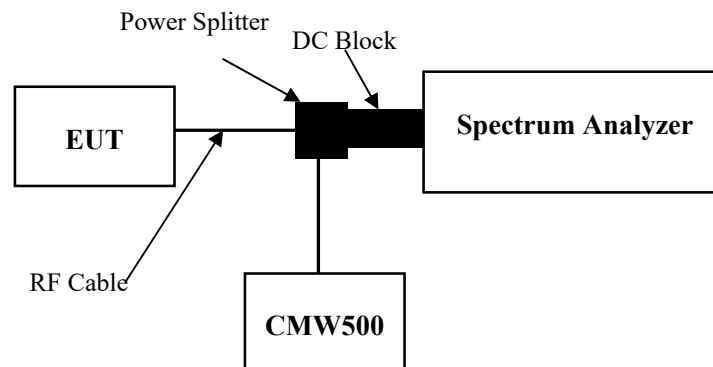 Power Splitter
DC Block
EUT
Spectrum Analyzer
RF Cable
CMW500